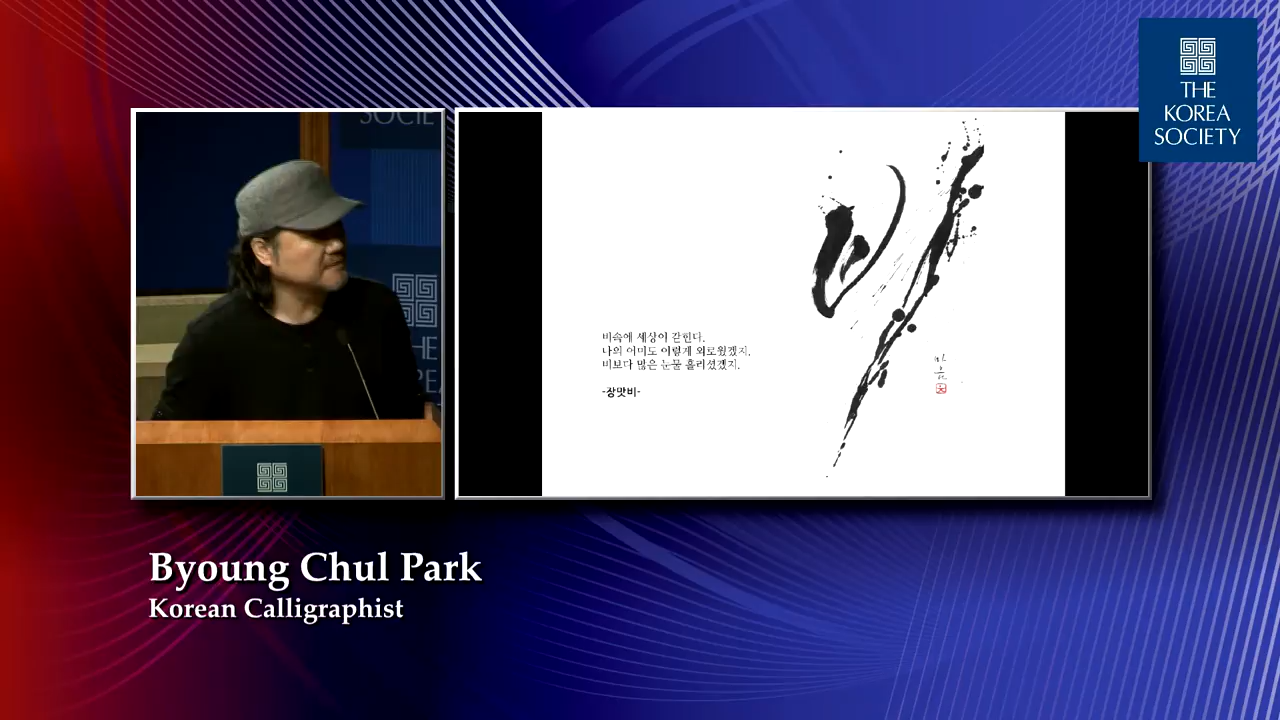 THE
KOREA
SOCIETY
SOCIE
비
비속에 세상이 갇힌다.
나의 어미도 이렇게 외로웠겠지.
비보다 많은 눈물 흘리셨겠지.
-장맛비-
Byoung Chul Park
Korean Calligraphist